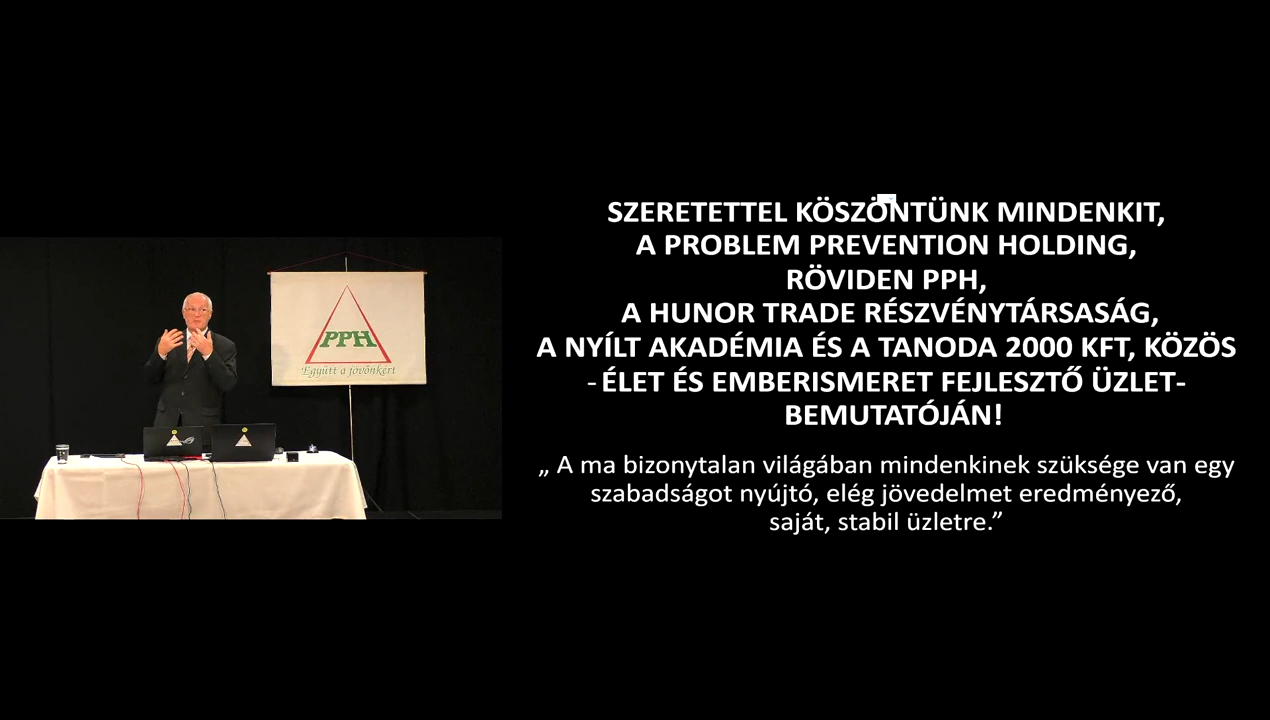 PPH
Együtt a jövőnkért
SZERETETTEL KÖSZÖNTÜNK MINDENKIT,
A PROBLEM PREVENTION HOLDING,
RÖVIDEN PPH,
A HUNOR TRADE RÉSZVÉNYTÁRSASÁG,
A NYÍLT AKADÉMIA ÉS A TANODA 2000 KFT, KÖZÖS
- ÉLET ÉS EMBERISMERET FEJLESZTŐ ÜZLET-
BEMUTATÓJÁN!
„ A ma bizonytalan világában mindenkinek szüksége van egy
szabadságot nyújtó, elég jövedelmet eredményező,
saját, stabil üzletre.”